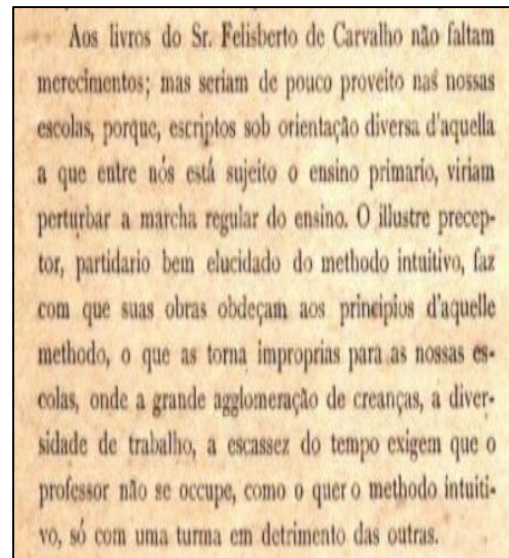 Aos livros do Sr. Felisberto de Carvalho não faltam
merecimentos; mas seriam de pouco proveito nas nossas
escolas, porque, escriptos sob orientação diversa d'aquella
a que entre nós está sujeito o ensino primario, viriam
perturbar a marcha regular do ensino. O illustre precep-
tor, partidario bem elucidado do methodo intuitivo, faz
com que suas obras obdeçam aos principios d'aquelle
methodo, o que as torna improprias para as nossas es-
colas, onde a grande agglomeração de creanças, a diver-
sidade de trabalho, a escassez do tempo exigem que o
professor não se occupe, como o quer o methodo intuiti-
vo, só com uma turma em detrimento das outras.